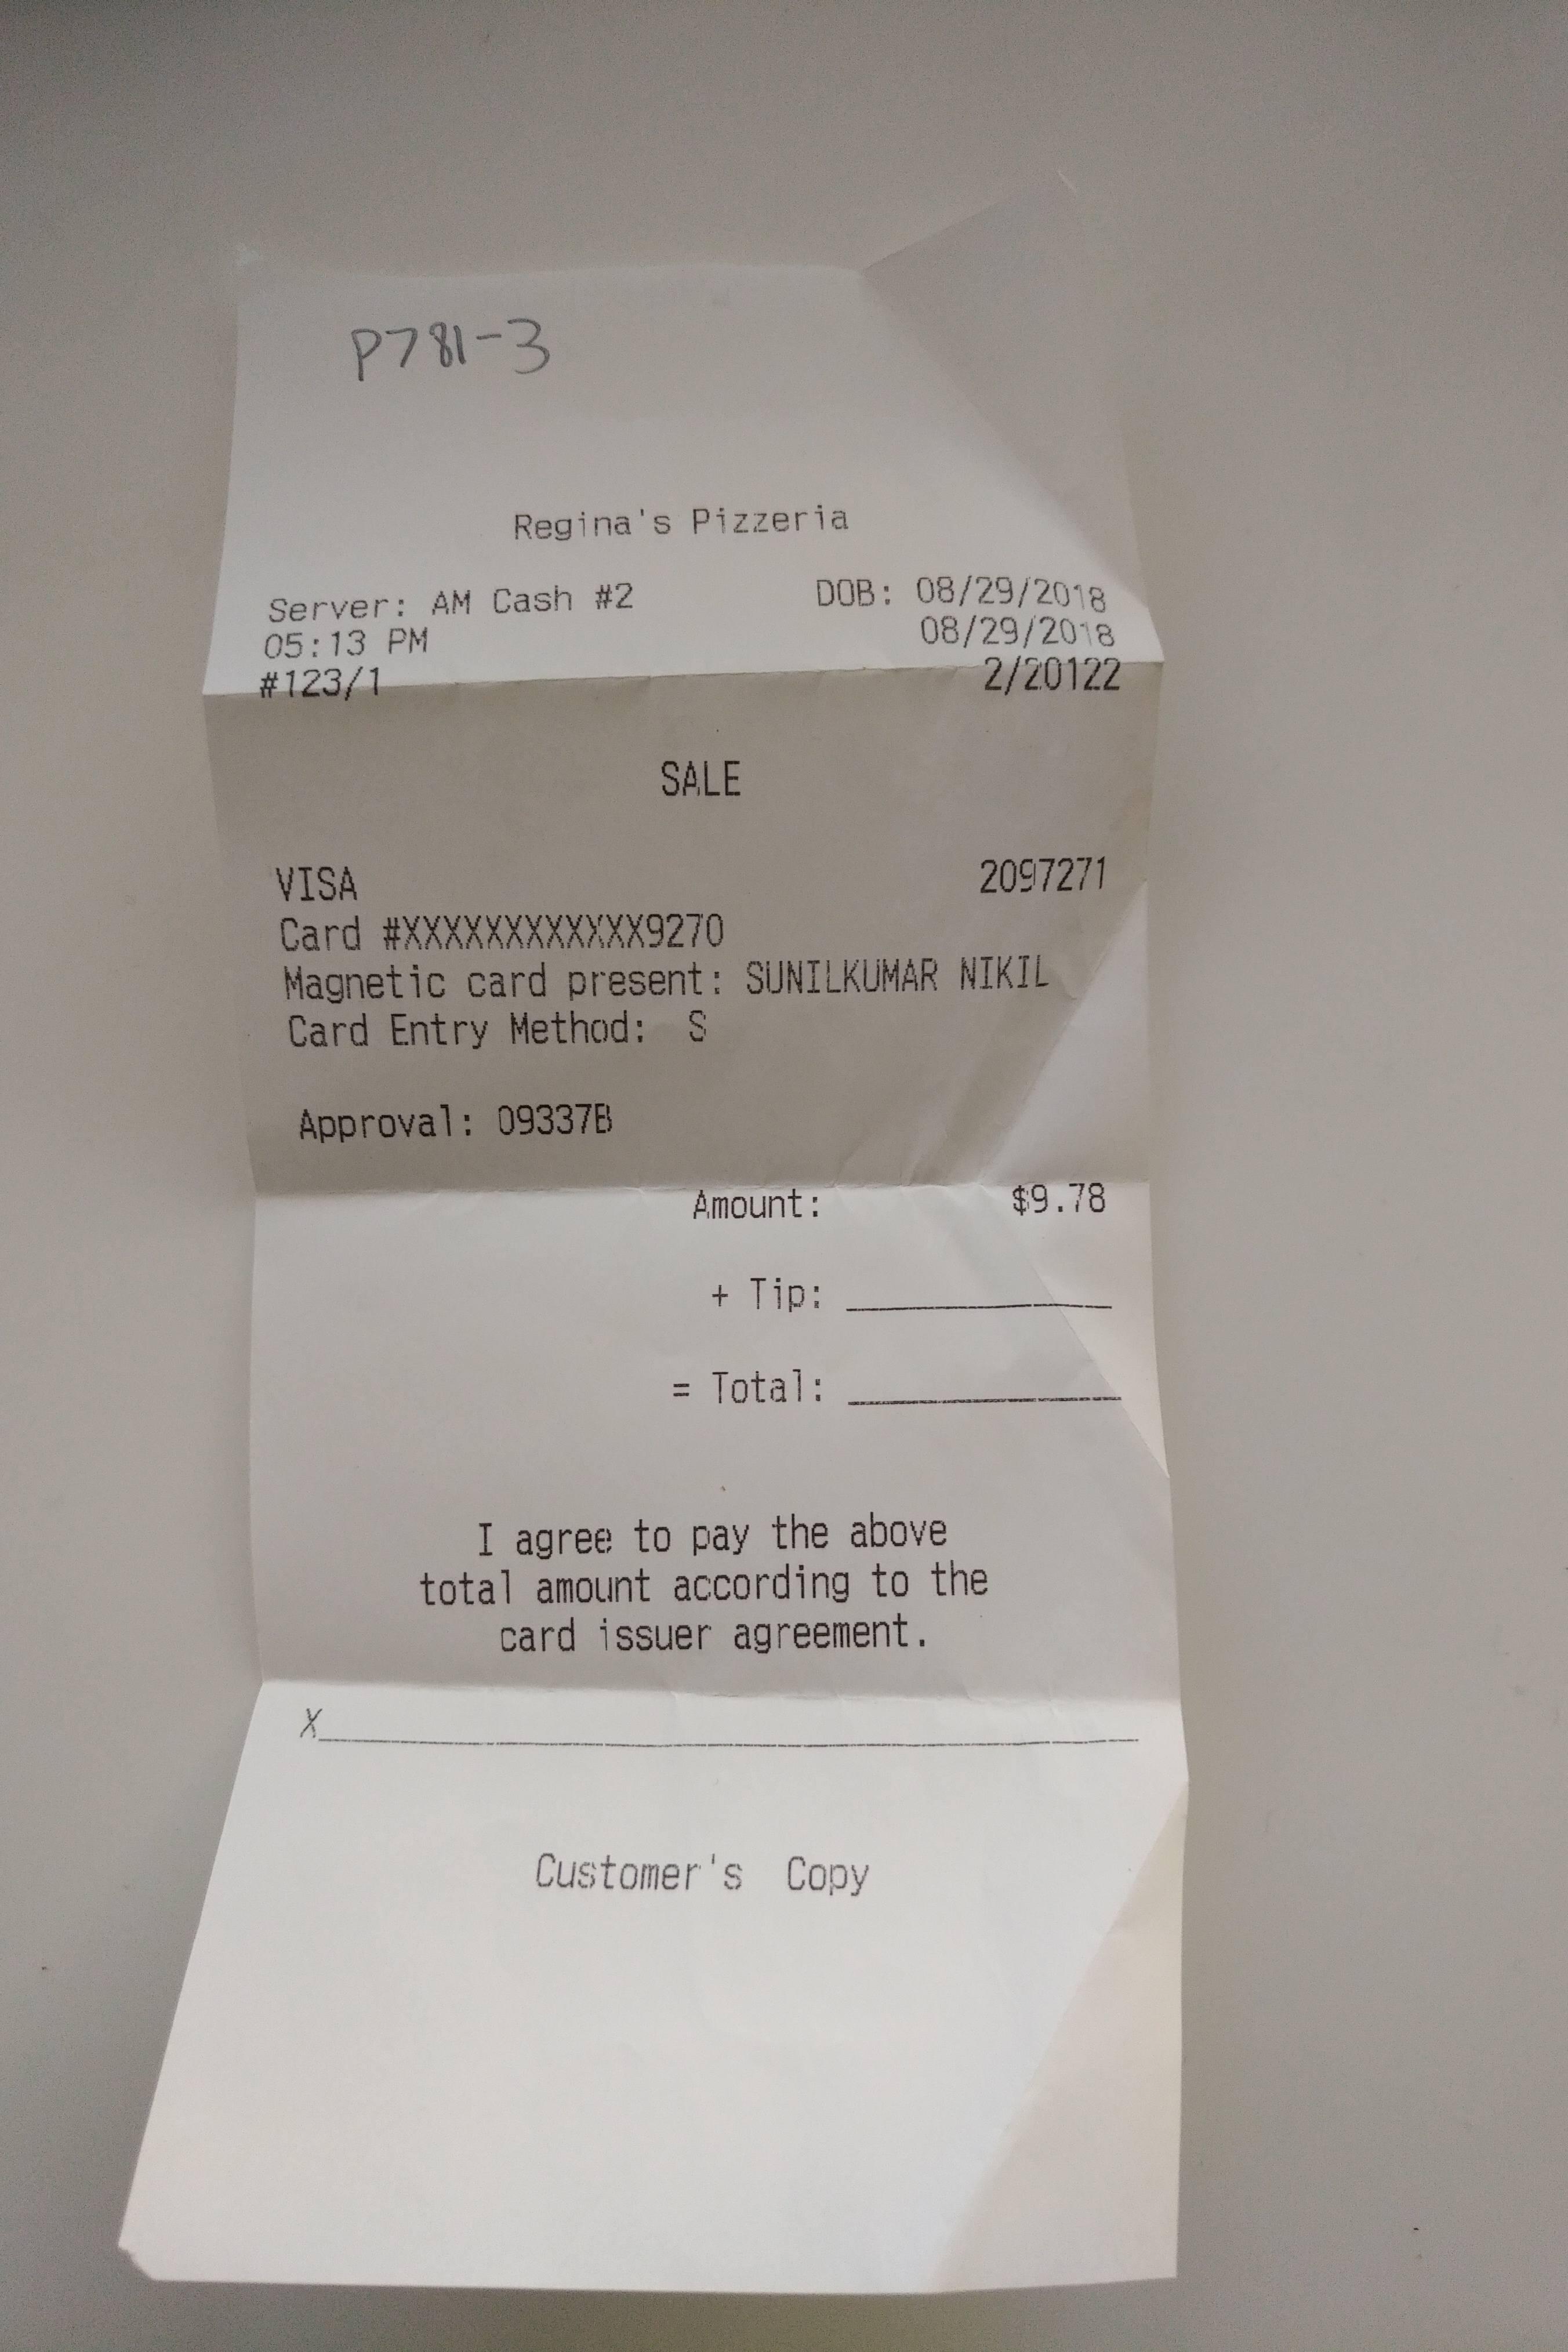 P781-3
Regina's Pizzeria
Server: AM Cash #2 DOB: 08/29/2018
05:13 PM 08/29/2018
#123/1 2/20122
SALE
VISA 2097271
Card #XXXXXXXXXXXX9270
Magnetic card present: SUNILKUMAR NIKIL
Card Entry Method: S
Approval: 09337B
Amount: $9.78
+ Tip: ____________
= Total: ____________
I agree to pay the above
total amount according to the
card issuer agreement.
X____________________________________
Customer's Copy